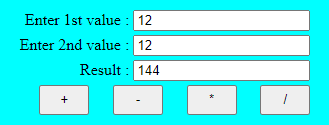 Enter 1st value : 12
Enter 2nd value : 12
Result : 144
+ - * /